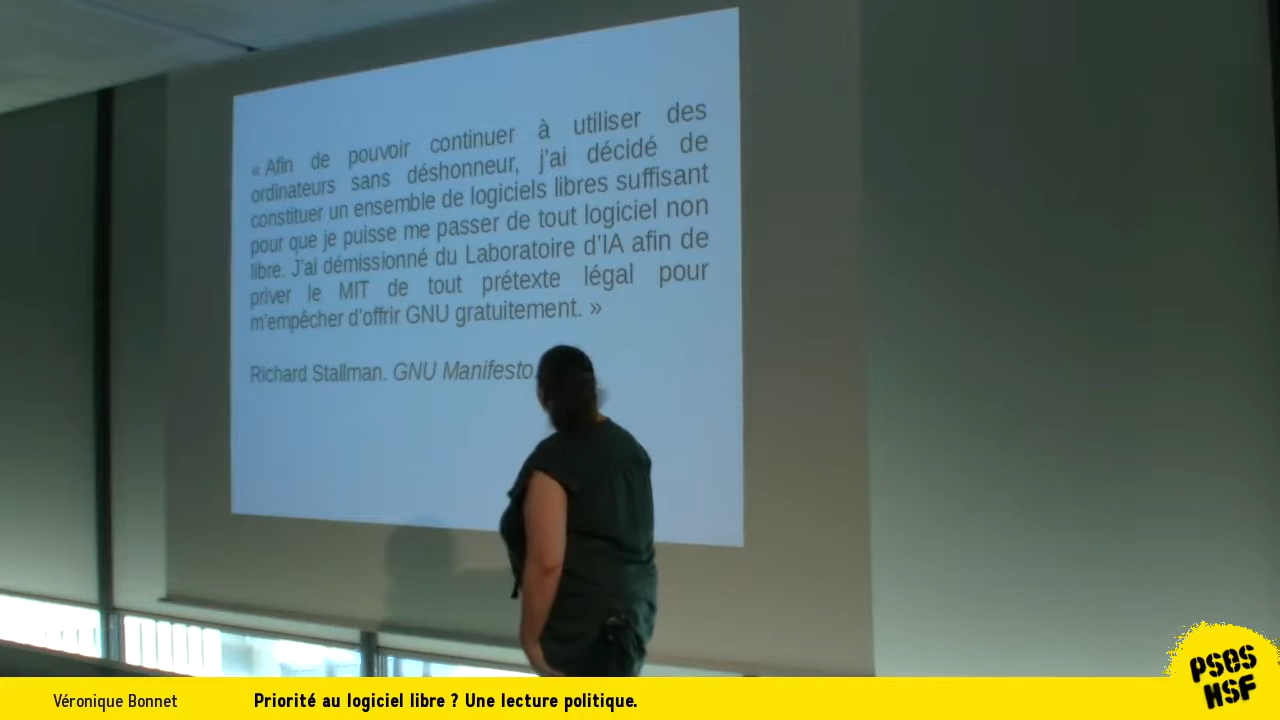 « Afin de pouvoir continuer à utiliser des
ordinateurs sans déshonneur, j'ai décidé de
constituer un ensemble de logiciels libres suffisant
pour que je puisse me passer de tout logiciel non
libre. J'ai démissionné du Laboratoire d'IA afin de
priver le MIT de tout prétexte légal pour
m'empêcher d'offrir GNU gratuitement. »
Richard Stallman. GNU Manifesto.
Véronique Bonnet
Priorité au logiciel libre ? Une lecture politique.
PSES
HSF